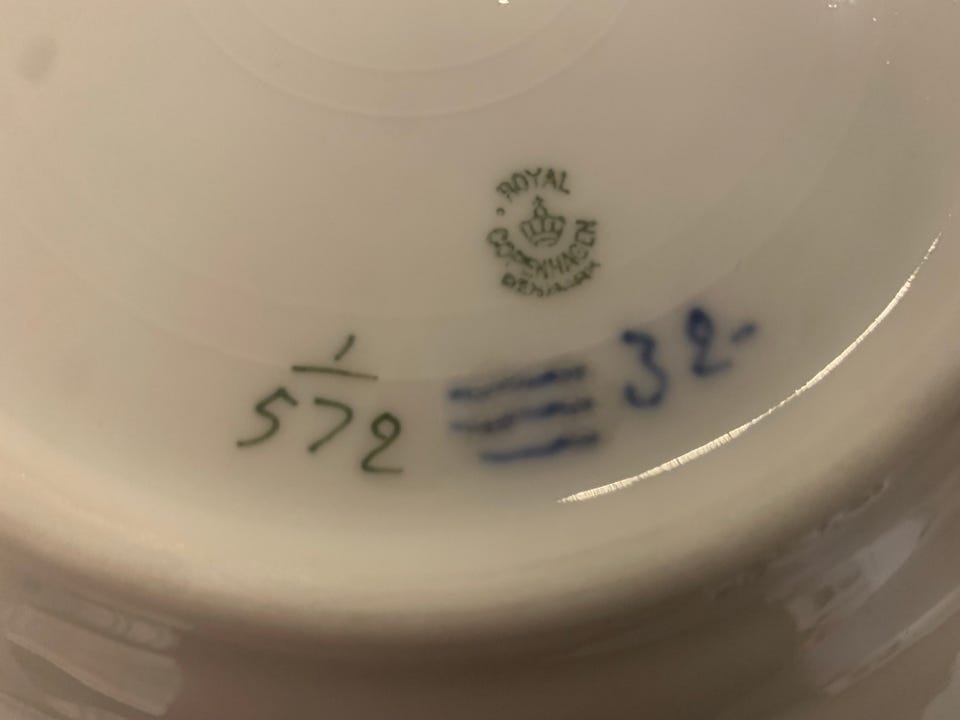 ROYAL
COPENHAGEN
DENMARK
1
572
32-